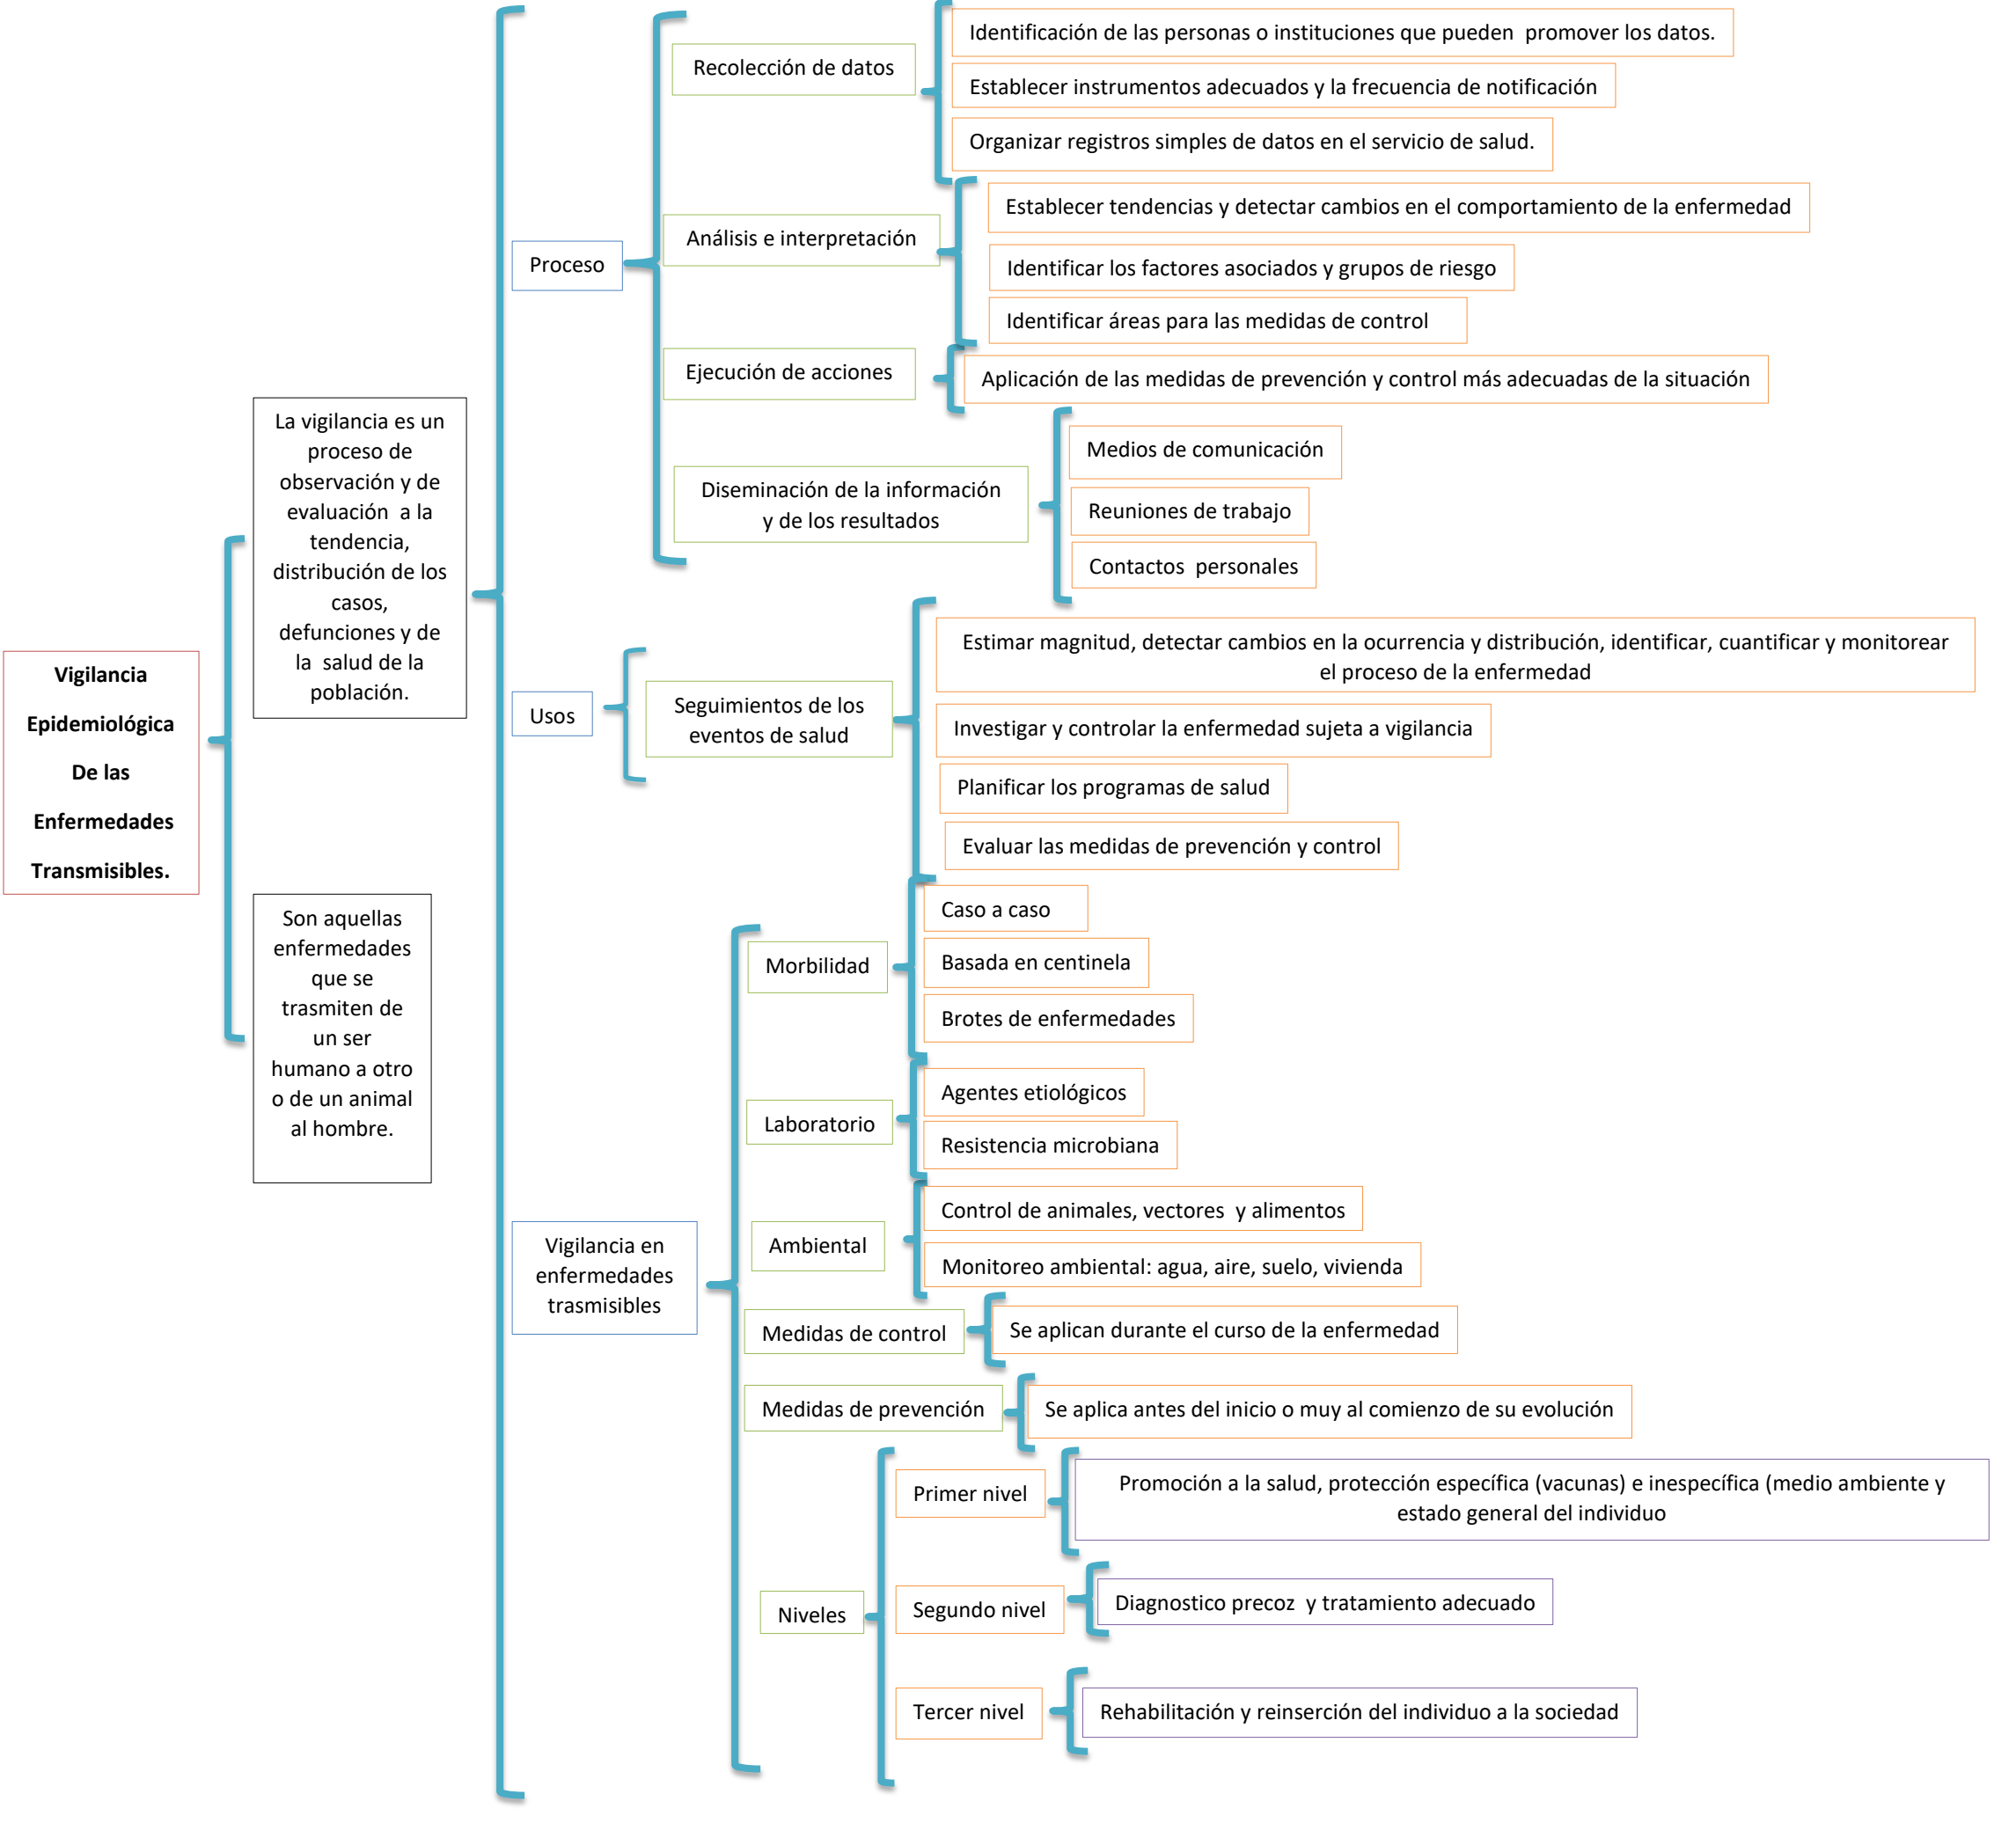 Vigilancia
Epidemiológica
De las
Enfermedades
Transmisibles.
La vigilancia es un
proceso de
observación y de
evaluación a la
tendencia,
distribución de los
casos,
defunciones y de
la salud de la
población.
Son aquellas
enfermedades
que se
trasmiten de
un ser
humano a otro
o de un animal
al hombre.
Proceso
Recolección de datos
Identificación de las personas o instituciones que pueden promover los datos.
Establecer instrumentos adecuados y la frecuencia de notificación
Organizar registros simples de datos en el servicio de salud.
Análisis e interpretación
Establecer tendencias y detectar cambios en el comportamiento de la enfermedad
Identificar los factores asociados y grupos de riesgo
Identificar áreas para las medidas de control
Ejecución de acciones
Aplicación de las medidas de prevención y control más adecuadas de la situación
Diseminación de la información
y de los resultados
Medios de comunicación
Reuniones de trabajo
Contactos personales
Usos
Seguimientos de los
eventos de salud
Estimar magnitud, detectar cambios en la ocurrencia y distribución, identificar, cuantificar y monitorear
el proceso de la enfermedad
Investigar y controlar la enfermedad sujeta a vigilancia
Planificar los programas de salud
Evaluar las medidas de prevención y control
Vigilancia en
enfermedades
trasmisibles
Morbilidad
Caso a caso
Basada en centinela
Brotes de enfermedades
Laboratorio
Agentes etiológicos
Resistencia microbiana
Ambiental
Control de animales, vectores y alimentos
Monitoreo ambiental: agua, aire, suelo, vivienda
Medidas de control
Se aplican durante el curso de la enfermedad
Medidas de prevención
Se aplica antes del inicio o muy al comienzo de su evolución
Niveles
Primer nivel
Promoción a la salud, protección específica (vacunas) e inespecífica (medio ambiente y
estado general del individuo
Segundo nivel
Diagnostico precoz y tratamiento adecuado
Tercer nivel
Rehabilitación y reinserción del individuo a la sociedad